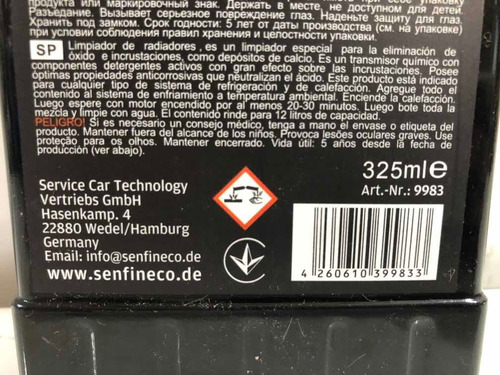 продукта или маркировочный знак. Держать в месте, не доступном для детей
Раздражает. Вызывает серьезное повреждение глаз. Наденьте защиту для глаз.
Хранить под замком. Срок годности: 5 лет от даты производства (см. на упаковке)
при условии соблюдения правил хранения и целостности упаковки.
SP Limpiador de radiadores , es un limpiador especial para la eliminación de
óxido e incrustaciones, como depósitos de calcio. Es un transmisor químico con
componentes detergentes activos con gran efecto sobre las incrustaciones. Posee
óptimas propiedades anticorrosivas que neutralizan el ácido. Este producto está indicado
para cualquier tipo de sistema de refrigeración y de calefacción. Agregue todo el
contenido al sistema de enfriamiento a temperatura ambiental. Enciende la calefacción.
Luego espere con motor encendido por al menos 20-30 minutos. Luego bote toda la
mezcla y limpie con agua. El contenido rinde para 12 litros de capacidad.
PELIGRO! Si es necesario un consejo médico, tenga a mano el envase o etiqueta del
producto. Mantener fuera del alcance de los niños. Provoca lesões oculares graves. Use
proteção para os olhos. Mantener encerrado. Vida útil: 5 años desde la fecha de
producción (ver abajo).
325ml e
Art.-Nr.: 9983
Service Car Technology
Vertriebs GmbH
Hasenkamp. 4
22880 Wedel/Hamburg
Germany
Email: info@senfineco.de
www.senfineco.de
4 260610 399833